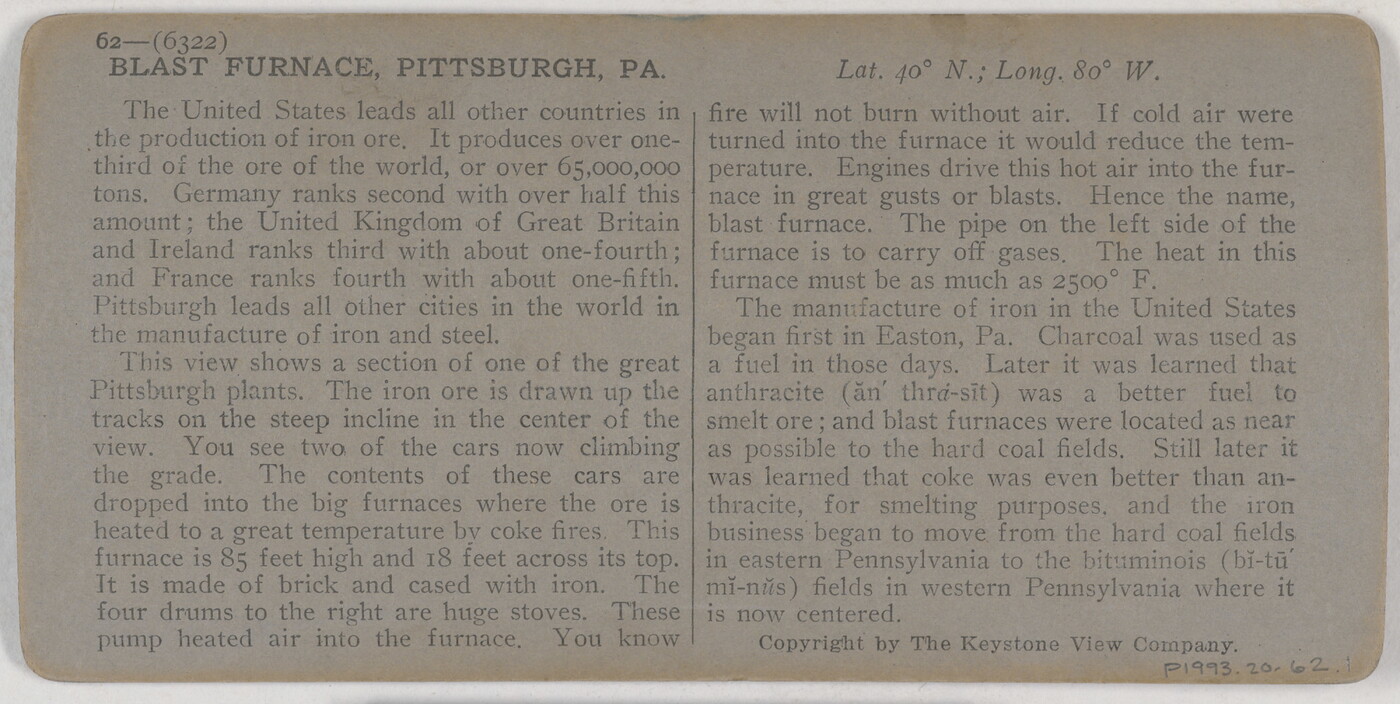 62—(6322)
BLAST FURNACE, PITTSBURGH, PA.
Lat. 40° N.; Long. 80° W.
The United States leads all other countries in
the production of iron ore. It produces over one-
third of the ore of the world, or over 65,000,000
tons. Germany ranks second with over half this
amount; the United Kingdom of Great Britain
and Ireland ranks third with about one-fourth;
and France ranks fourth with about one-fifth.
Pittsburgh leads all other cities in the world in
the manufacture of iron and steel.
This view shows a section of one of the great
Pittsburgh plants. The iron ore is drawn up the
tracks on the steep incline in the center of the
view. You see two of the cars now climbing
the grade. The contents of these cars are
dropped into the big furnaces where the ore is
heated to a great temperature by coke fires. This
furnace is 85 feet high and 18 feet across its top.
It is made of brick and cased with iron. The
four drums to the right are huge stoves. These
pump heated air into the furnace. You know
fire will not burn without air. If cold air were
turned into the furnace it would reduce the tem-
perature. Engines drive this hot air into the fur-
nace in great gusts or blasts. Hence the name,
blast furnace. The pipe on the left side of the
furnace is to carry off gases. The heat in this
furnace must be as much as 2500° F.
The manufacture of iron in the United States
began first in Easton, Pa. Charcoal was used as
a fuel in those days. Later it was learned that
anthracite (ăn′ thrȧ-sīt) was a better fuel to
smelt ore; and blast furnaces were located as near
as possible to the hard coal fields. Still later it
was learned that coke was even better than an-
thracite, for smelting purposes, and the iron
business began to move from the hard coal fields
in eastern Pennsylvania to the bituminois (bĭ-tū′
mĭ-nŭs) fields in western Pennsylvania where it
is now centered.
Copyright by The Keystone View Company.
P1993.20.62.1